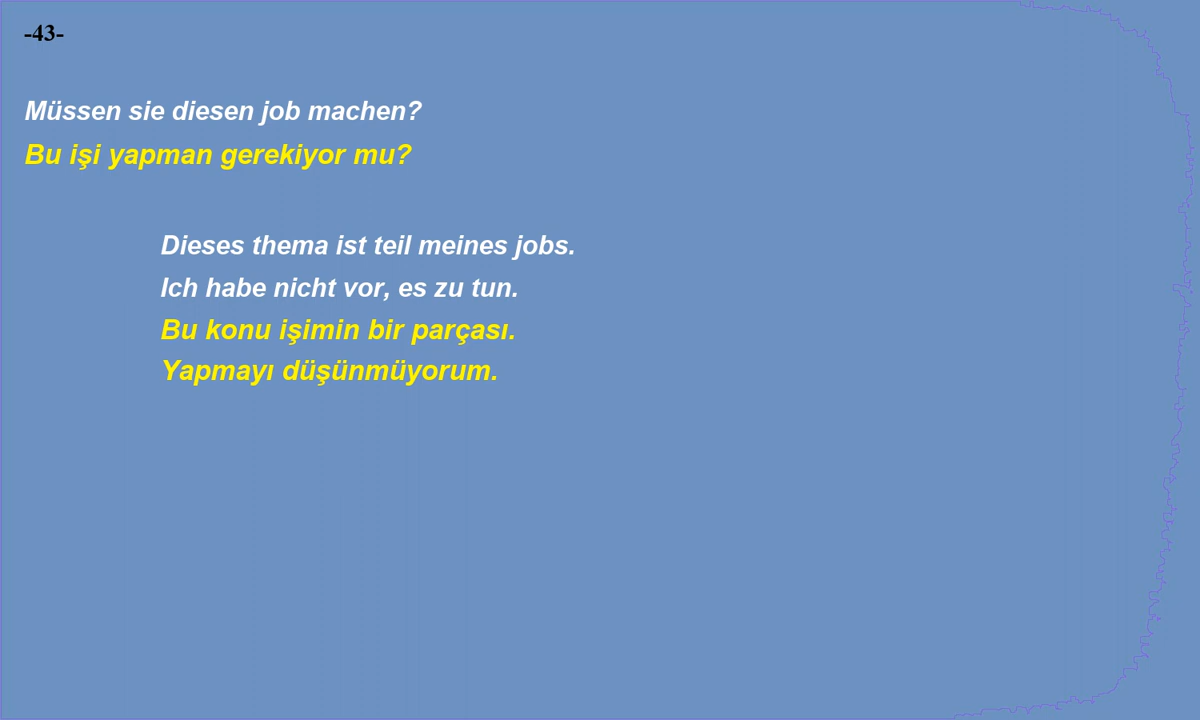 -43-
Müssen sie diesen job machen?
Bu işi yapman gerekiyor mu?
Dieses thema ist teil meines jobs.
Ich habe nicht vor, es zu tun.
Bu konu işimin bir parçası.
Yapmayı düşünmüyorum.